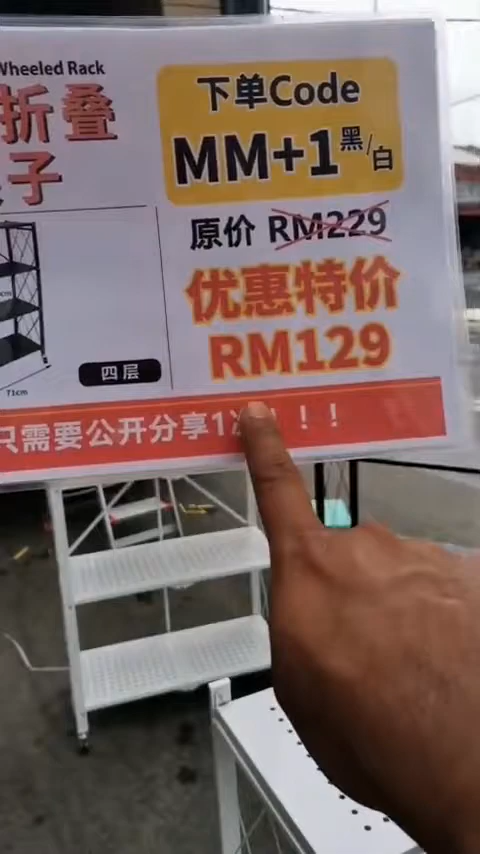 Wheeled Rack
折叠
子
下单Code
MM+1黑/白
原价 RM229
优惠特价
RM129
四层
71cm
只需要公开分享1 ! !